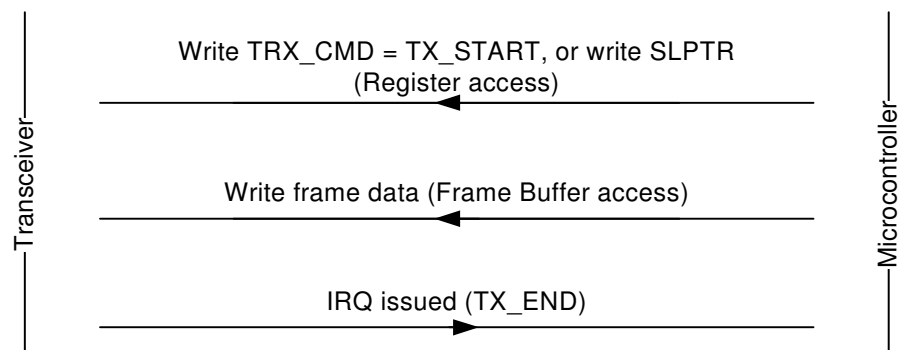 Write TRX_CMD = TX_START, or write SLPTR
(Register access)
Write frame data (Frame Buffer access)
IRQ issued (TX_END)
Transceiver
Microcontroller